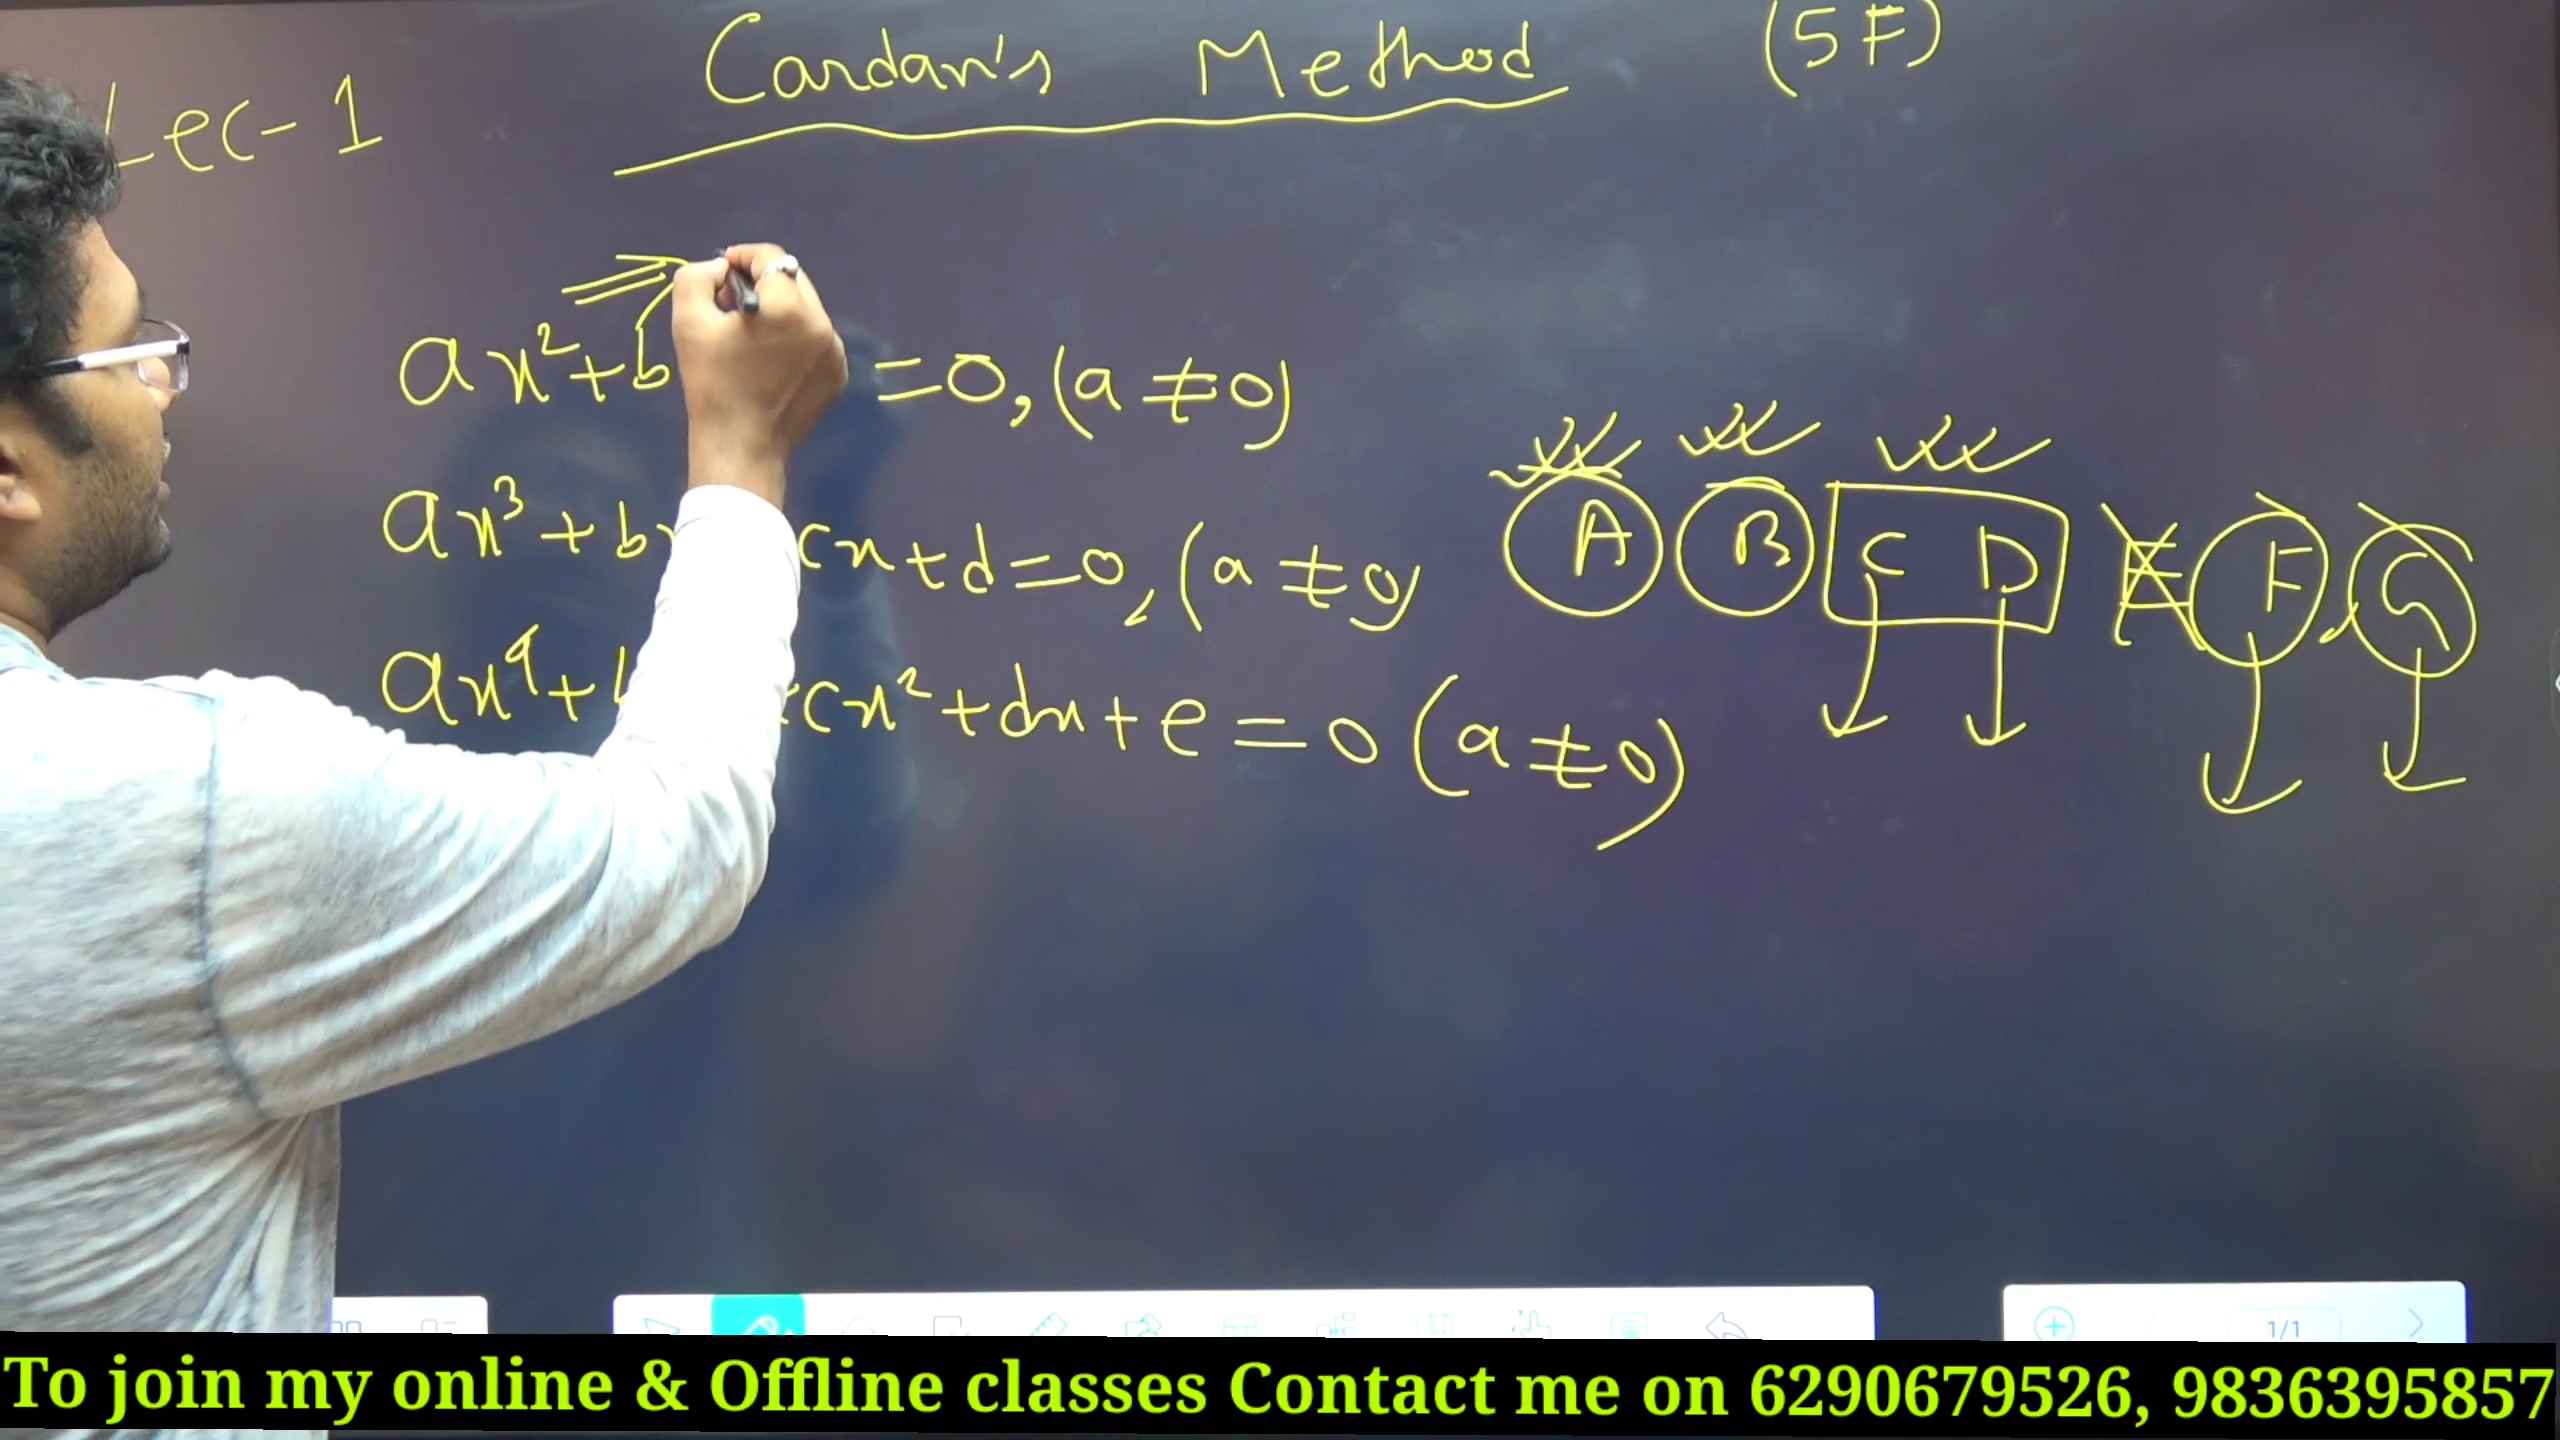 Lec-1
Cardan's Method (5F)
ax²+b =0, (a ≠ 0)
ax³+b cx+d=0, (a ≠ 0)
ax⁴+ +cx²+dx+e=0 (a≠0)
A B C D E F, G
1/1
To join my online & Offline classes Contact me on 6290679526, 9836395857